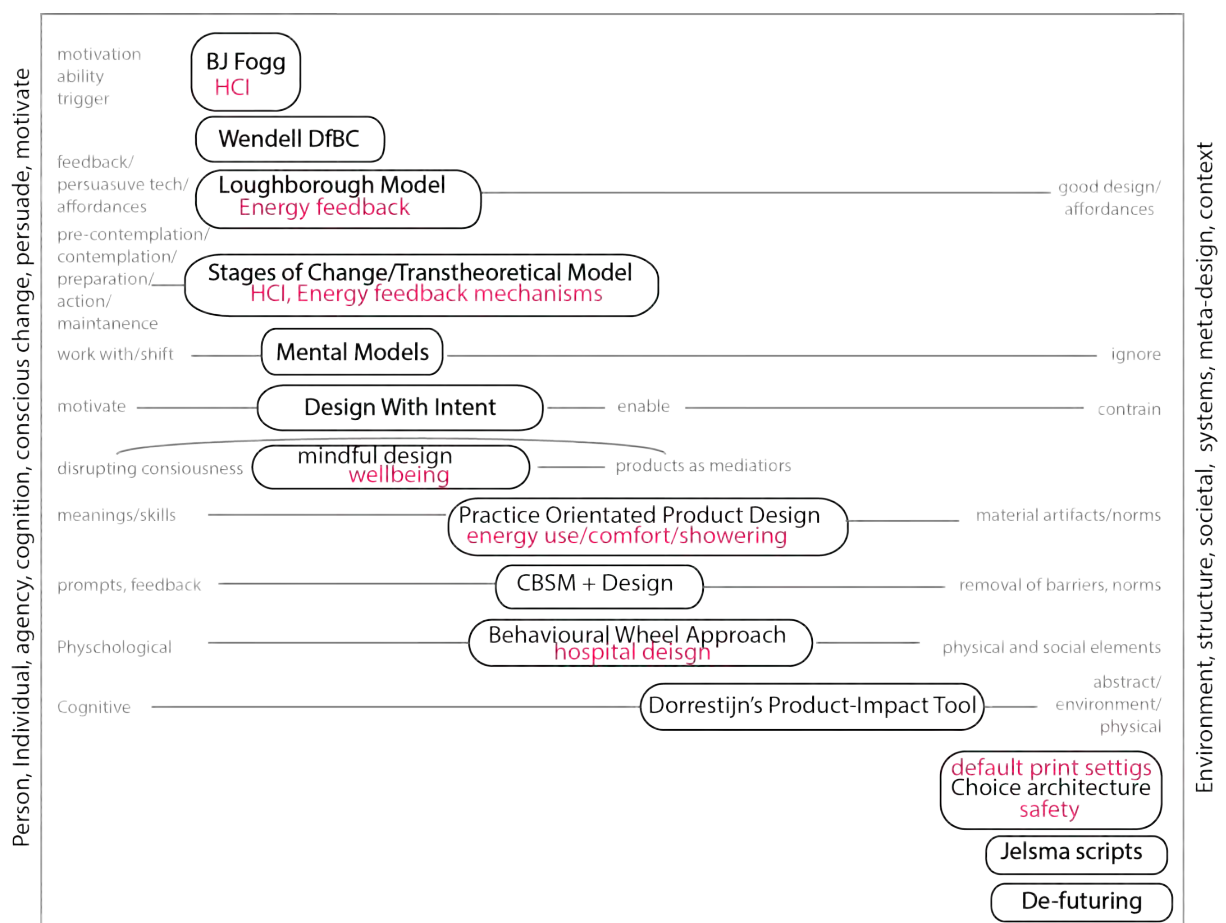 Person, Individual, agency, cognition, conscious change, persuade, motivate
motivation
ability
trigger
BJ Fogg
HCI
Wendell DfBC
feedback/
persuasuve tech/
affordances
Loughborough Model
Energy feedback
good design/
affordances
pre-contemplation/
contemplation/
preparation/
action/
maintanence
Stages of Change/Transtheoretical Model
HCI, Energy feedback mechanisms
work with/shift
Mental Models
ignore
motivate
Design With Intent
enable
contrain
disrupting consiousness
mindful design
wellbeing
products as mediatiors
meanings/skills
Practice Orientated Product Design
energy use/comfort/showering
material artifacts/norms
prompts, feedback
CBSM + Design
removal of barriers, norms
Physchological
Behavioural Wheel Approach
hospital deisgn
physical and social elements
Cognitive
Dorrestijn's Product-Impact Tool
abstract/
environment/
physical
default print settigs
Choice architecture
safety
Jelsma scripts
De-futuring
Environment, structure, societal, systems, meta-design, context